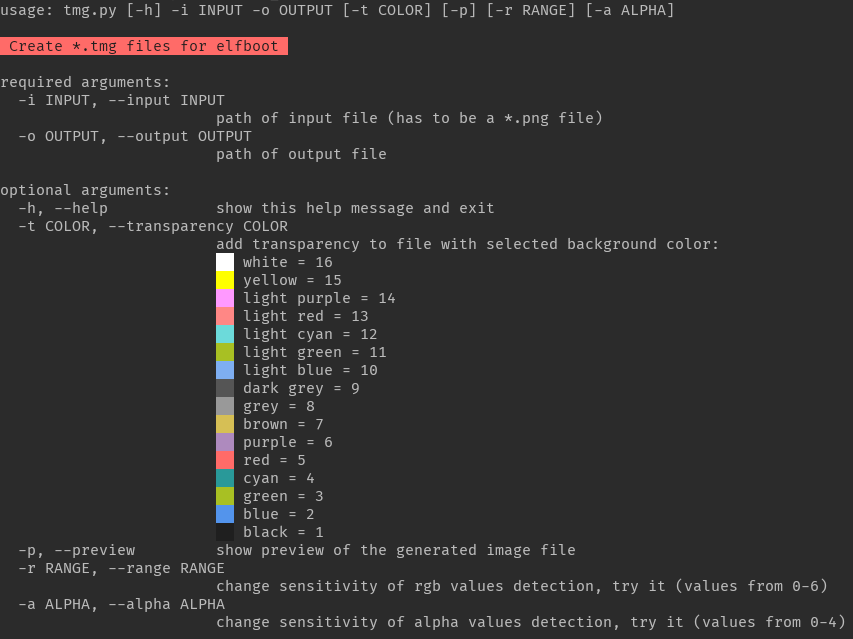 usage: tmg.py [-h] -i INPUT -o OUTPUT [-t COLOR] [-p] [-r RANGE] [-a ALPHA]
Create *.tmg files for elfboot
required arguments:
-i INPUT, --input INPUT
path of input file (has to be a *.png file)
-o OUTPUT, --output OUTPUT
path of output file
optional arguments:
-h, --help show this help message and exit
-t COLOR, --transparency COLOR
add transparency to file with selected background color:
white = 16
yellow = 15
light purple = 14
light red = 13
light cyan = 12
light green = 11
light blue = 10
dark grey = 9
grey = 8
brown = 7
purple = 6
red = 5
cyan = 4
green = 3
blue = 2
black = 1
-p, --preview show preview of the generated image file
-r RANGE, --range RANGE
change sensitivity of rgb values detection, try it (values from 0-6)
-a ALPHA, --alpha ALPHA
change sensitivity of alpha values detection, try it (values from 0-4)